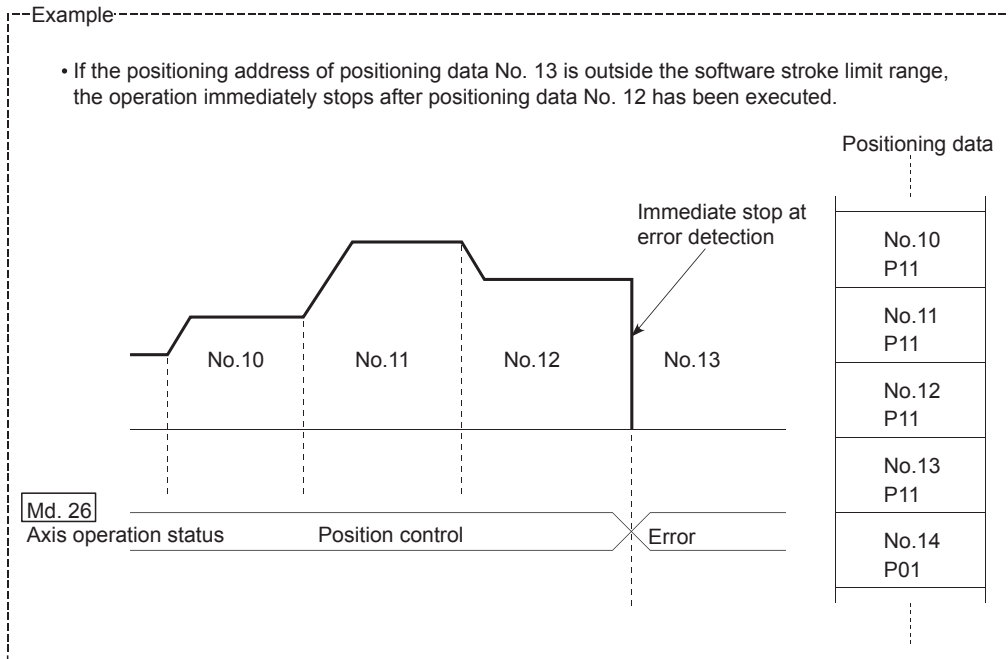 Example
• If the positioning address of positioning data No. 13 is outside the software stroke limit range,
the operation immediately stops after positioning data No. 12 has been executed.
Positioning data
Immediate stop at
error detection
No.10
P11
No.11
P11
No.12
P11
No.13
P11
No.14
P01
No.10
No.11
No.12
No.13
Md. 26
Axis operation status
Position control
Error